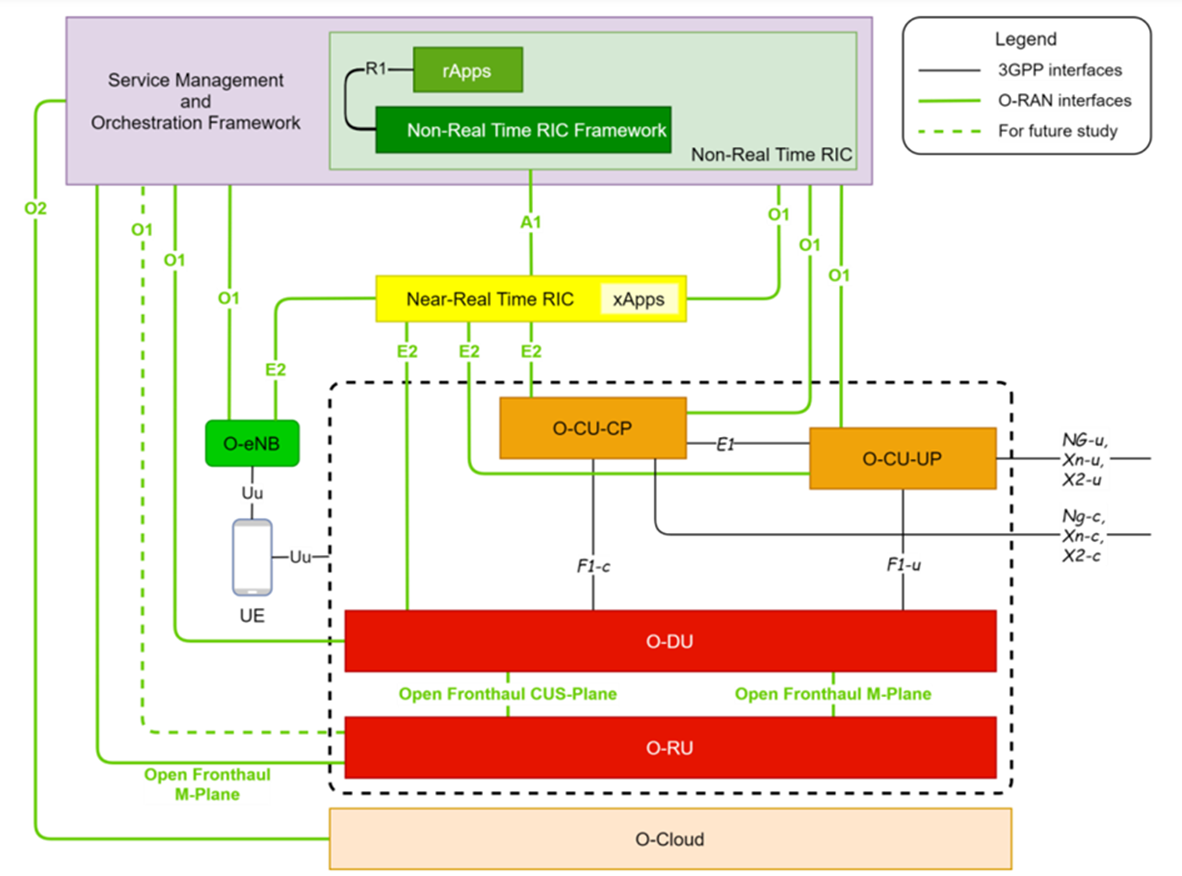 Service Management
and
Orchestration Framework
R1
rApps
Non-Real Time RIC Framework
Non-Real Time RIC
Legend
3GPP interfaces
O-RAN interfaces
For future study
O2
O1
O1
O1
A1
O1
O1
O1
Near-Real Time RIC
xApps
E2
E2
E2
E2
O-eNB
Uu
Uu
UE
O-CU-CP
E1
O-CU-UP
NG-u,
Xn-u,
X2-u
Ng-c,
Xn-c,
X2-c
F1-c
F1-u
O-DU
Open Fronthaul CUS-Plane
Open Fronthaul M-Plane
O-RU
Open Fronthaul
M-Plane
O-Cloud